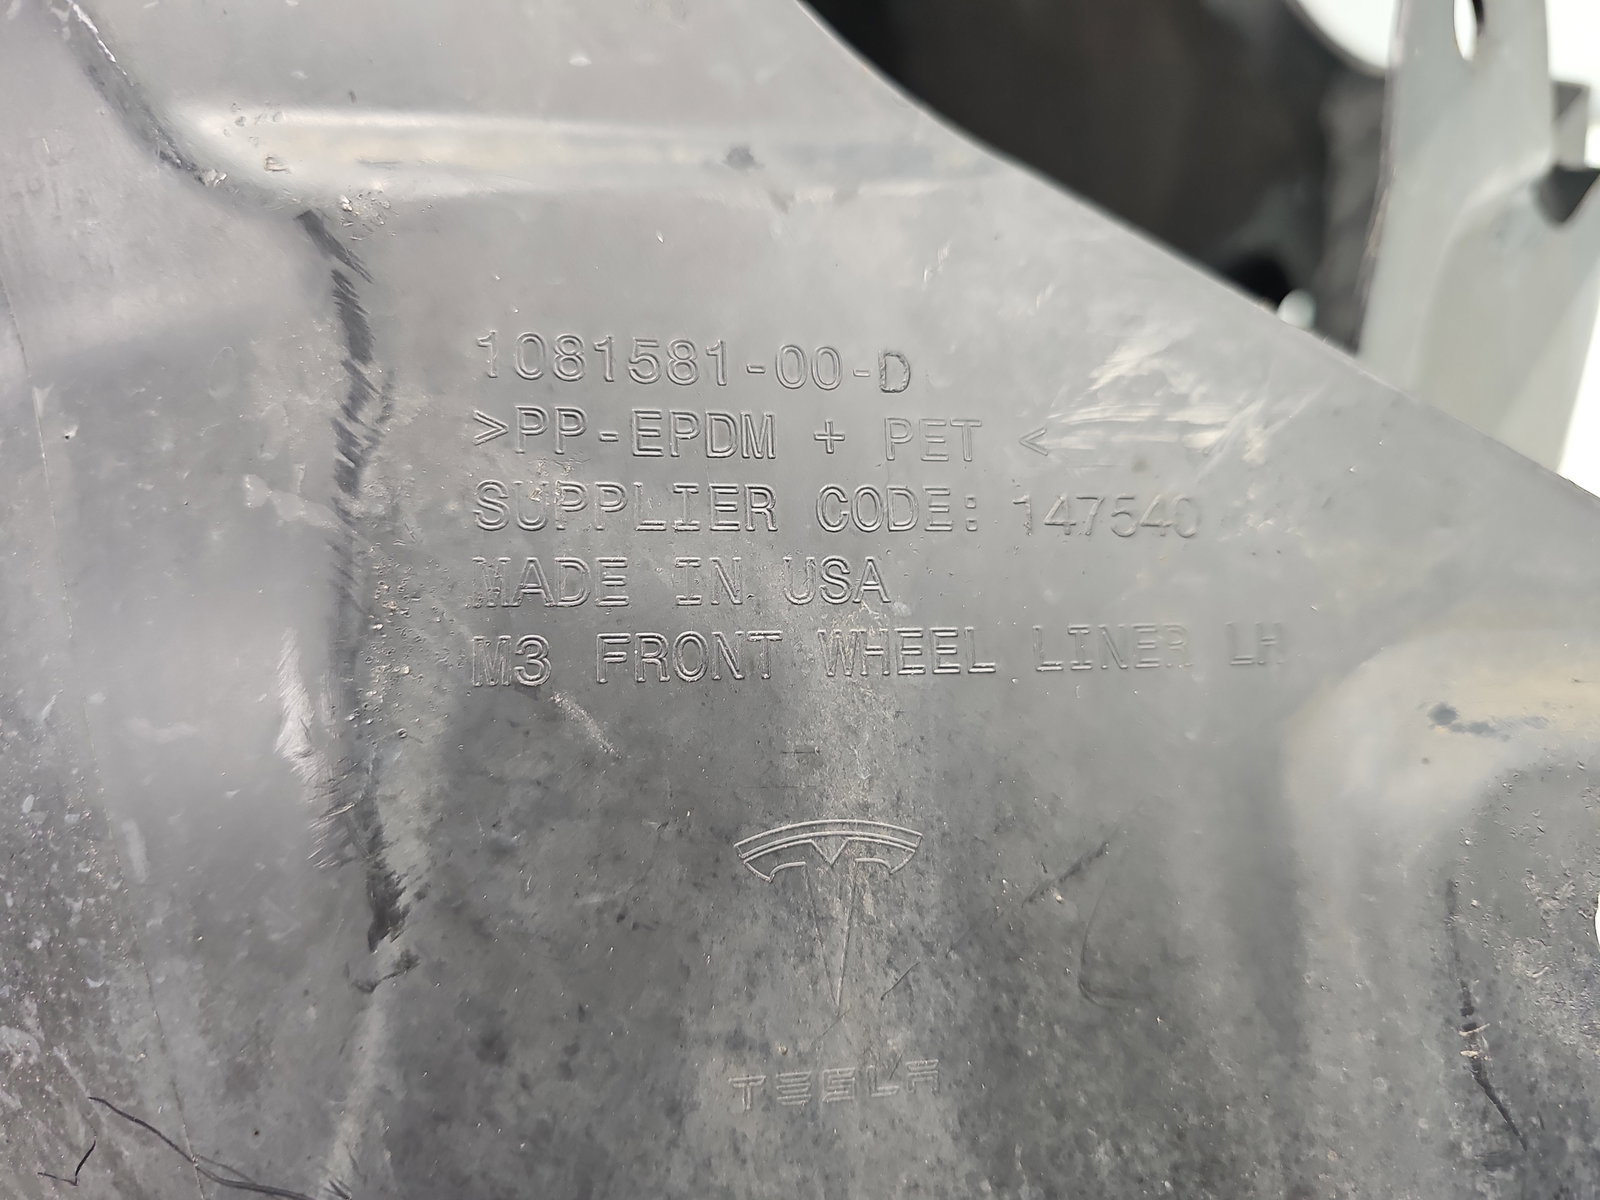 1081581-00-D
>PP-EPDM + PET <
SUPPLIER CODE: 147540
MADE IN USA
M3 FRONT WHEEL LINER LH
TESLA